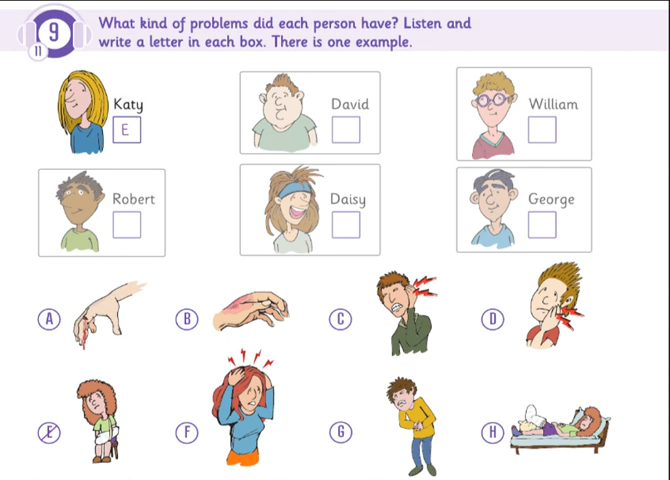 9
11
What kind of problems did each person have? Listen and
write a letter in each box. There is one example.
Katy
E
David
William
Robert
Daisy
George
A
B
C
D
E
F
G
H